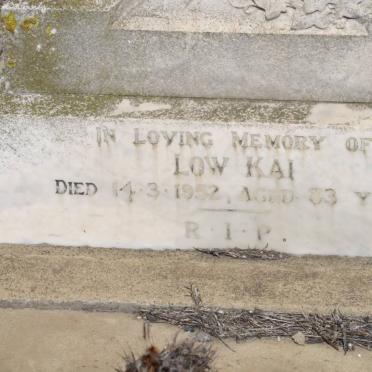 IN LOVING MEMORY OF
LOW KAI
DIED 14·3·1952, AGED 83 Y
R·I·P·